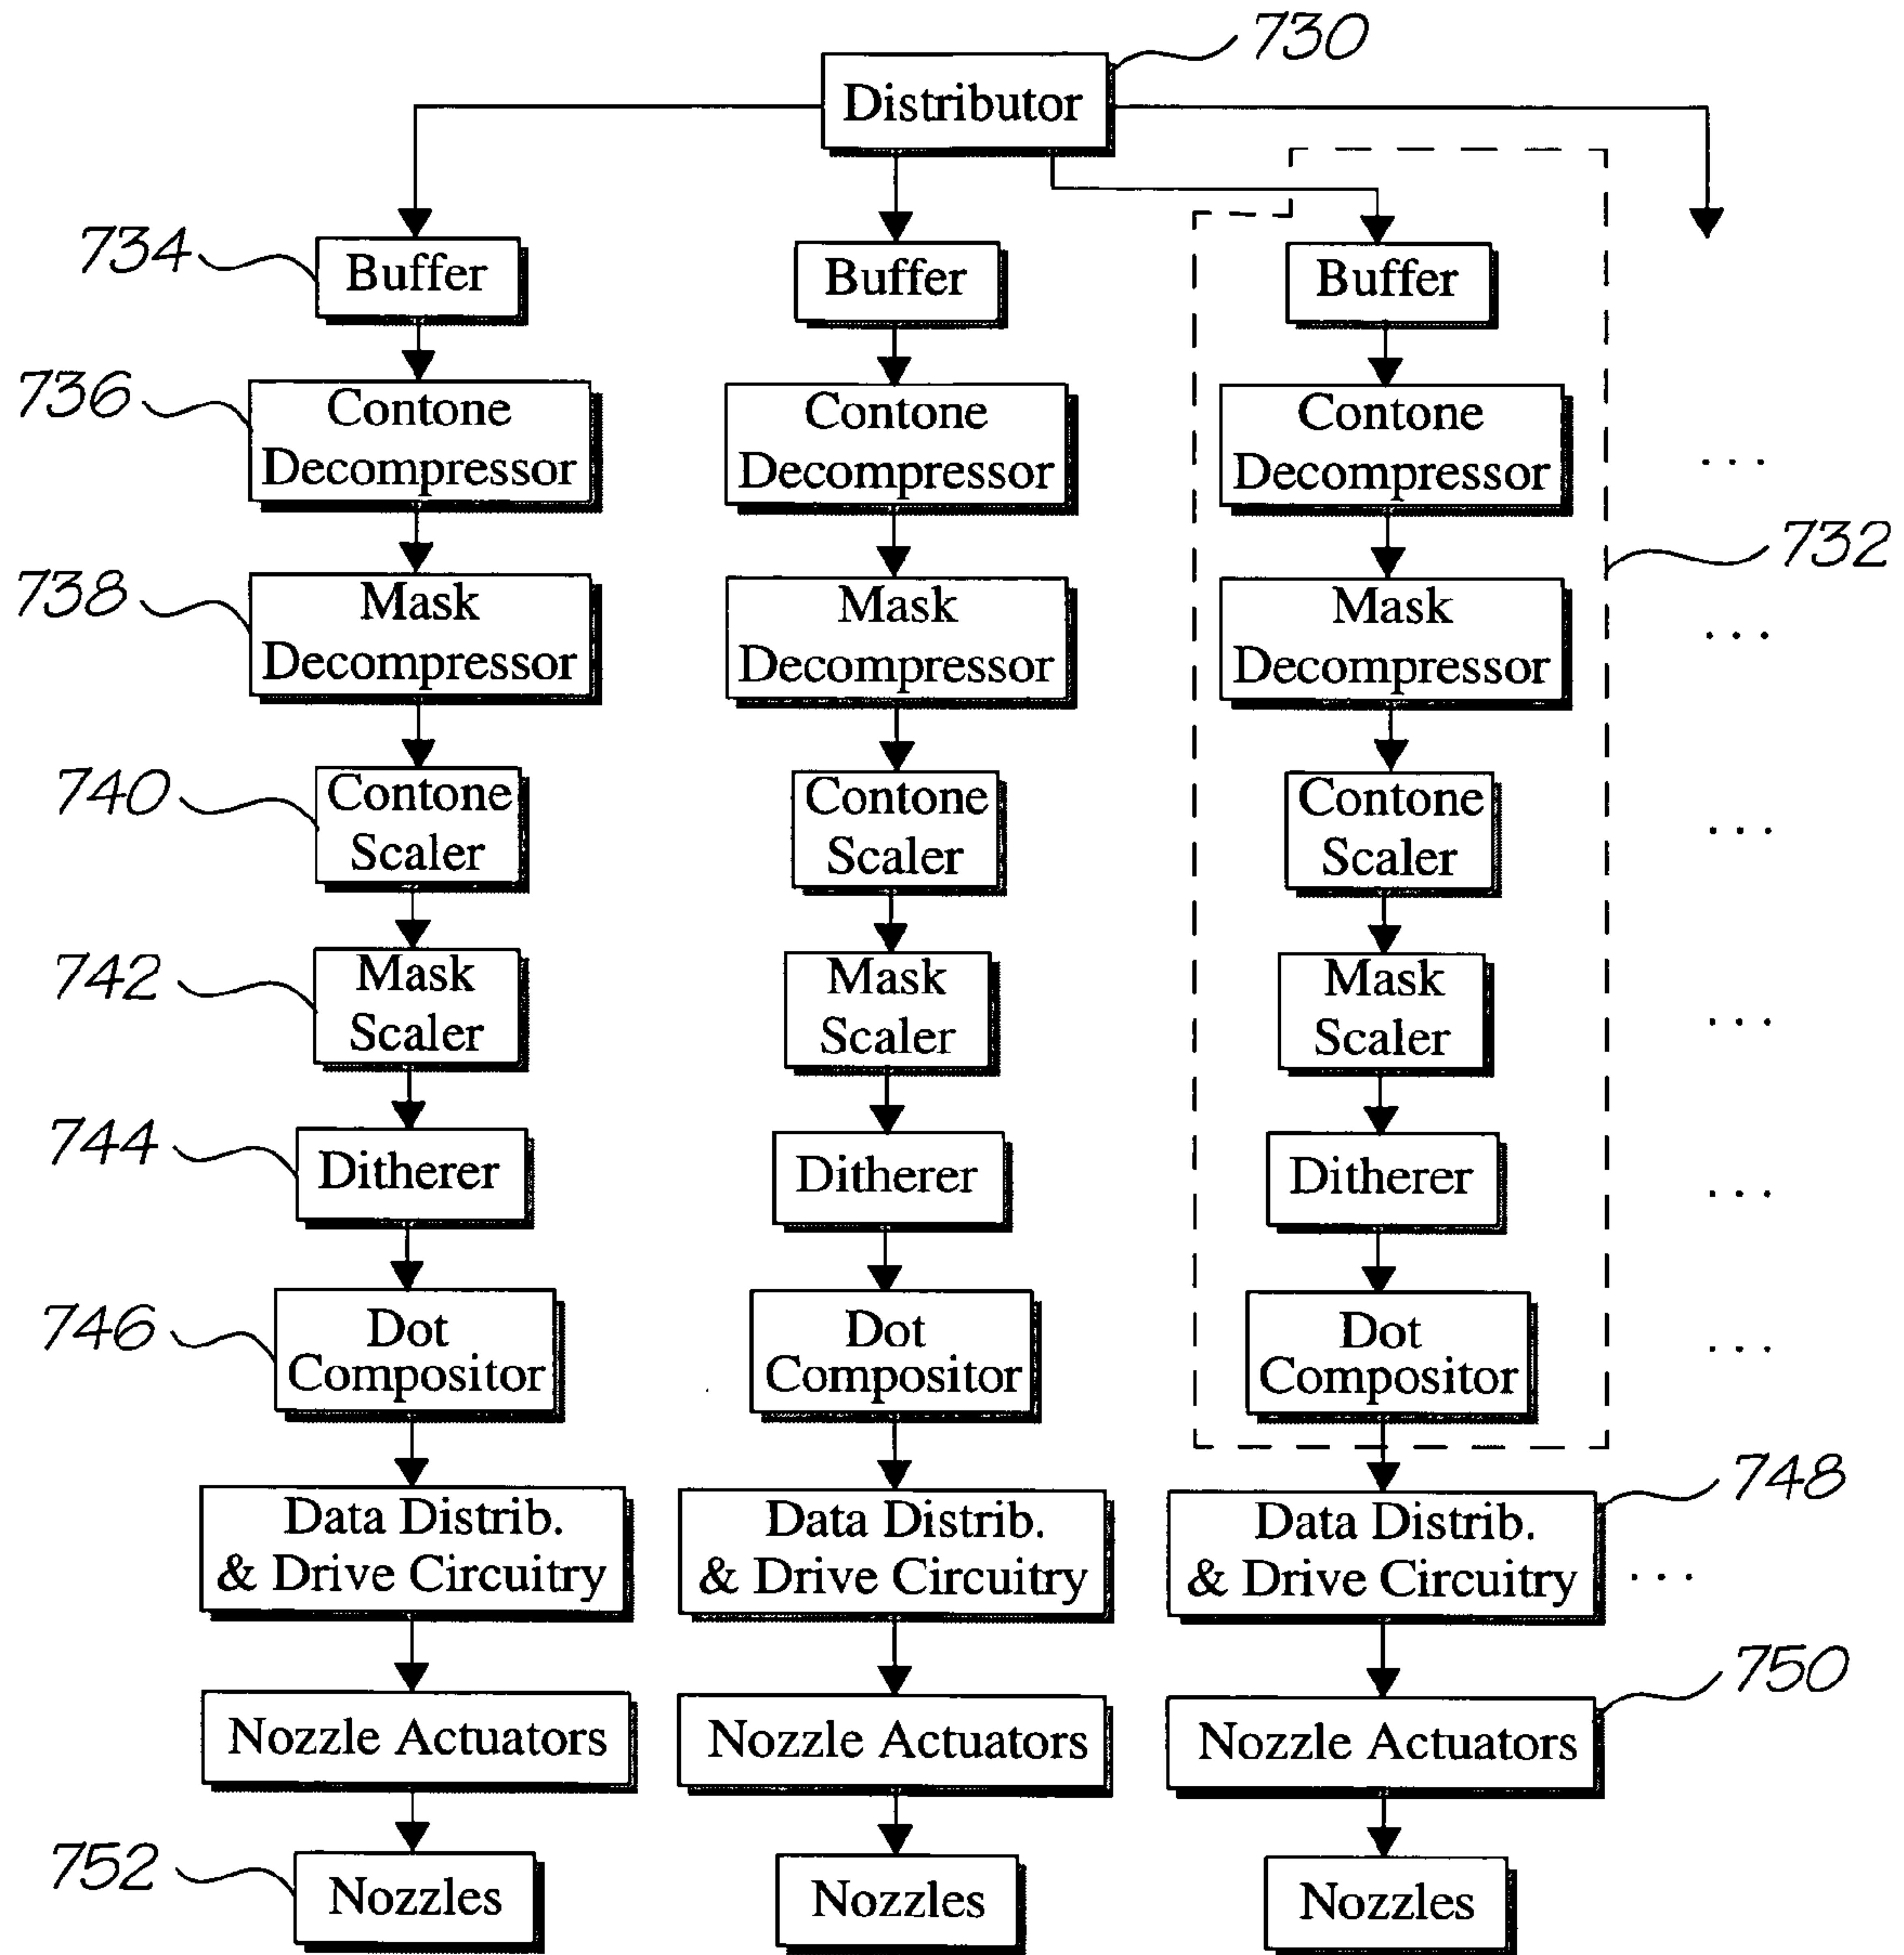 730
Distributor
734
Buffer
Buffer
Buffer
736
Contone
Decompressor
Contone
Decompressor
Contone
Decompressor
...
732
738
Mask
Decompressor
Mask
Decompressor
Mask
Decompressor
...
740
Contone
Scaler
Contone
Scaler
Contone
Scaler
...
742
Mask
Scaler
Mask
Scaler
Mask
Scaler
...
744
Ditherer
Ditherer
Ditherer
...
746
Dot
Compositor
Dot
Compositor
Dot
Compositor
...
748
Data Distrib.
& Drive Circuitry
Data Distrib.
& Drive Circuitry
Data Distrib.
& Drive Circuitry
...
750
Nozzle Actuators
Nozzle Actuators
Nozzle Actuators
752
Nozzles
Nozzles
Nozzles